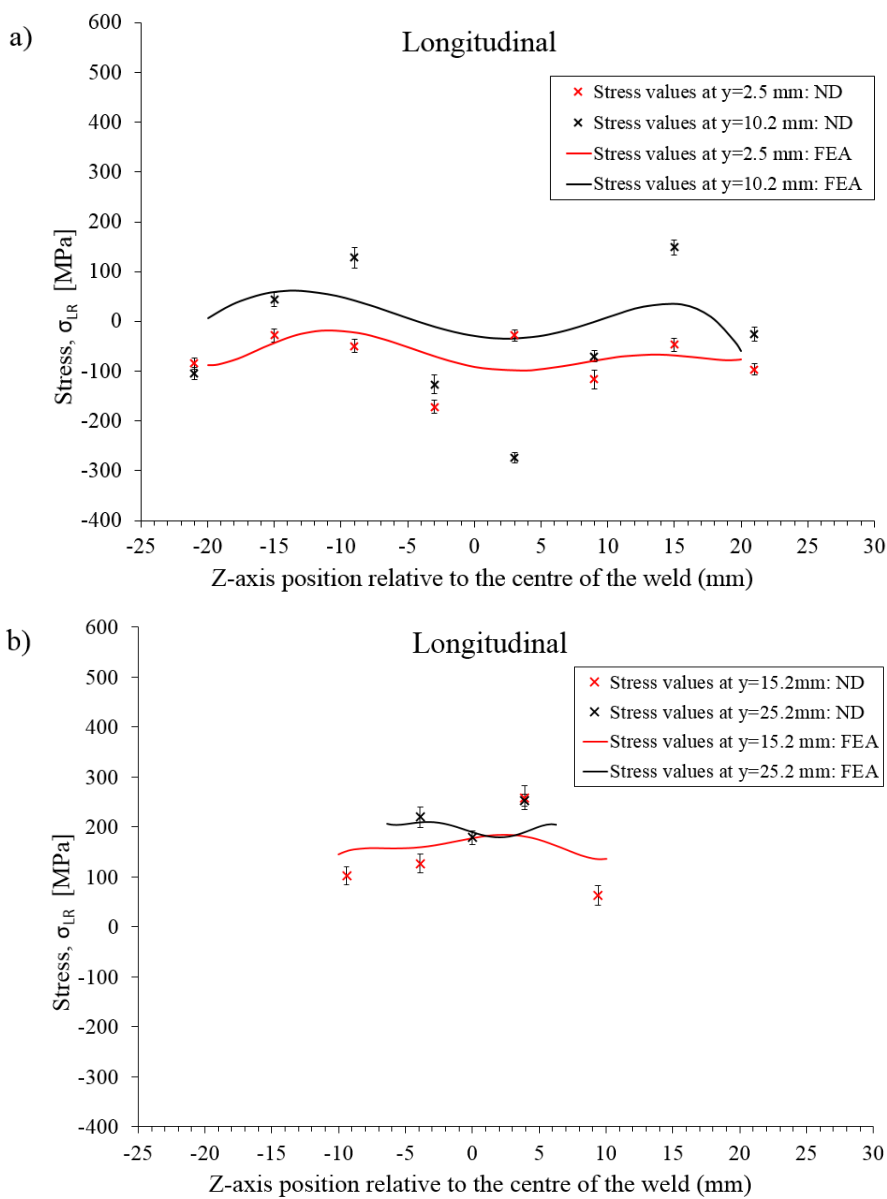 a)
Longitudinal
Stress values at y=2.5 mm: ND
Stress values at y=10.2 mm: ND
Stress values at y=2.5 mm: FEA
Stress values at y=10.2 mm: FEA
Stress, σLR [MPa]
600
500
400
300
200
100
0
-100
-200
-300
-400
-25 -20 -15 -10 -5 0 5 10 15 20 25 30
Z-axis position relative to the centre of the weld (mm)
b)
Longitudinal
Stress values at y=15.2mm: ND
Stress values at y=25.2mm: ND
Stress values at y=15.2 mm: FEA
Stress values at y=25.2 mm: FEA
Stress, σLR [MPa]
600
500
400
300
200
100
0
-100
-200
-300
-400
-25 -20 -15 -10 -5 0 5 10 15 20 25 30
Z-axis position relative to the centre of the weld (mm)